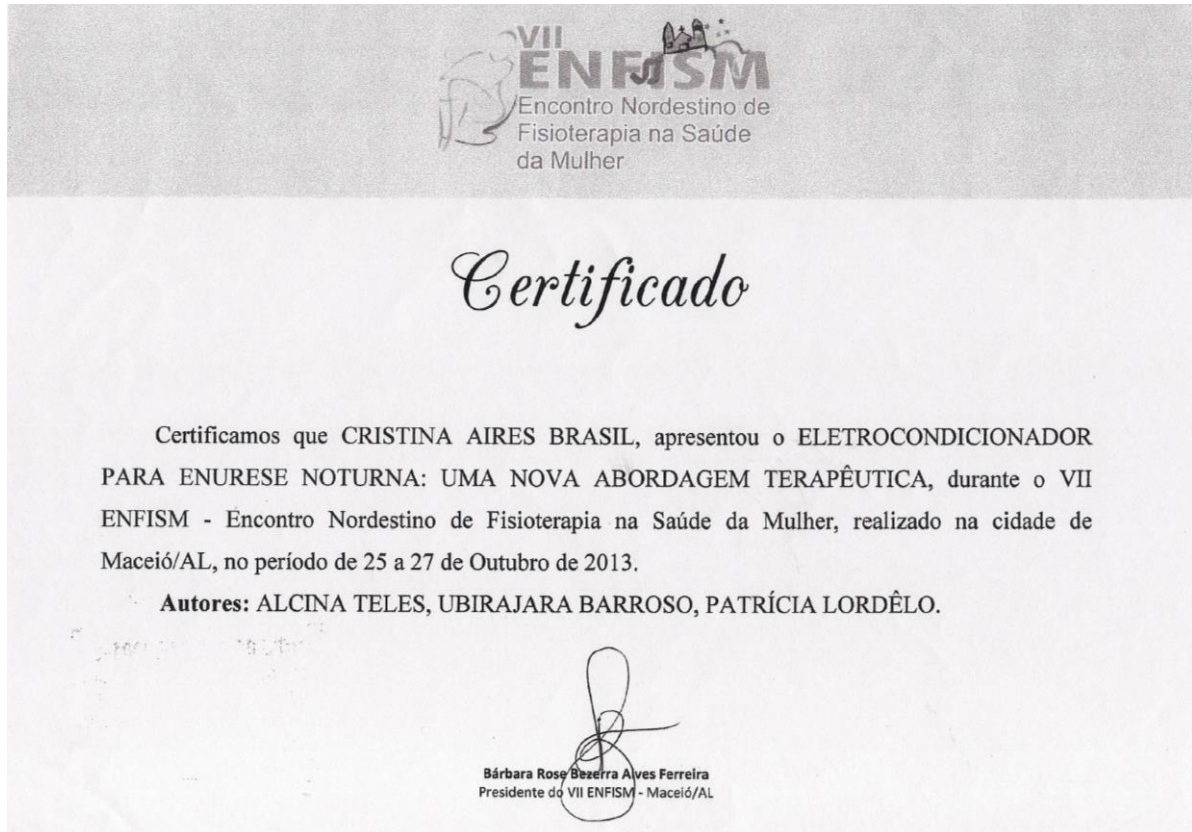 VII
ENFISM
Encontro Nordestino de
Fisioterapia na Saúde
da Mulher
Certificado
Certificamos que CRISTINA AIRES BRASIL, apresentou o ELETROCONDICIONADOR
PARA ENURESE NOTURNA: UMA NOVA ABORDAGEM TERAPÊUTICA, durante o VII
ENFISM - Encontro Nordestino de Fisioterapia na Saúde da Mulher, realizado na cidade de
Maceió/AL, no período de 25 a 27 de Outubro de 2013.
Autores: ALCINA TELES, UBIRAJARA BARROSO, PATRÍCIA LORDÊLO.
Bárbara Rose Bezerra Alves Ferreira
Presidente do VII ENFISM - Maceió/AL